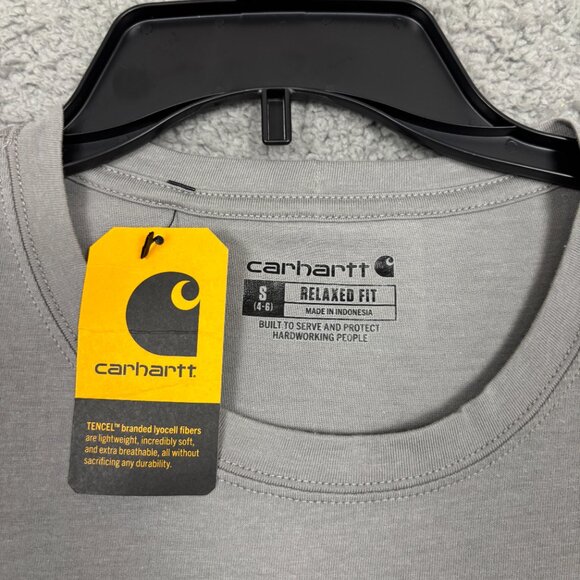 carhartt
S
(4-6)
RELAXED FIT
MADE IN INDONESIA
BUILT TO SERVE AND PROTECT
HARDWORKING PEOPLE
carhartt
TENCEL™ branded lyocell fibers
are lightweight, incredibly soft,
and extra breathable, all without
sacrificing any durability.